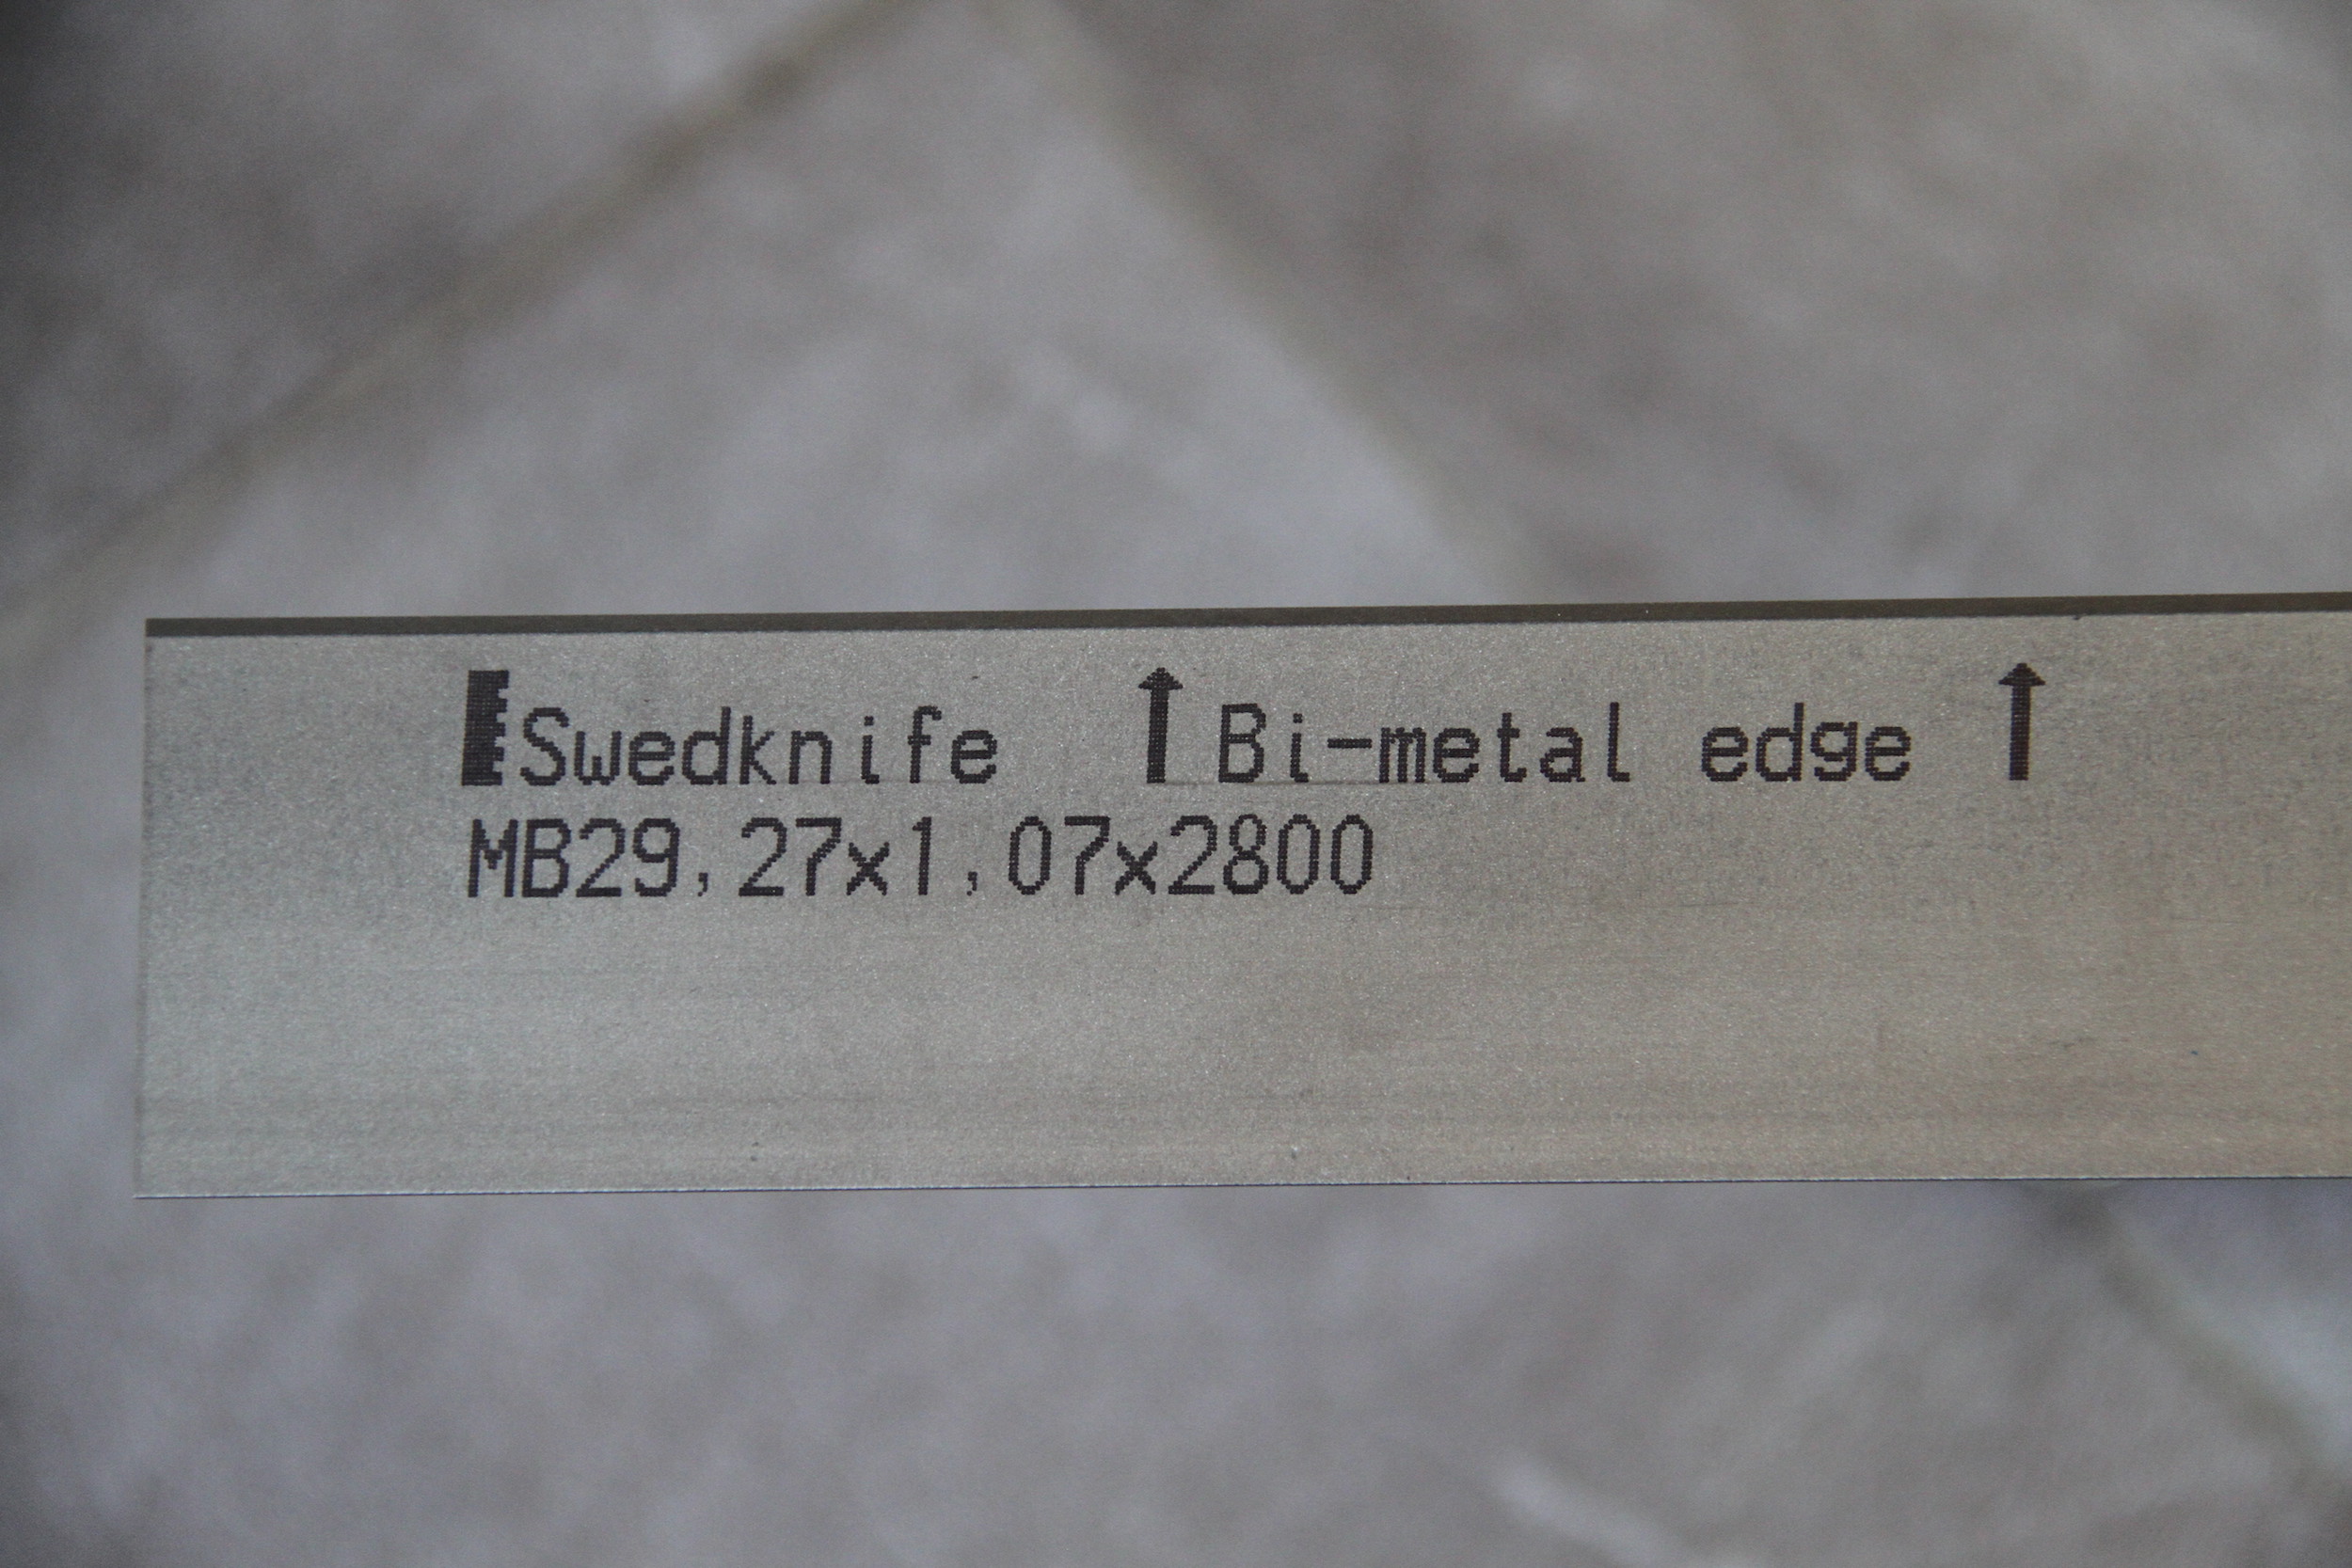 Swedknife ↑ Bi-metal edge ↑
MB29,27x1,07x2800